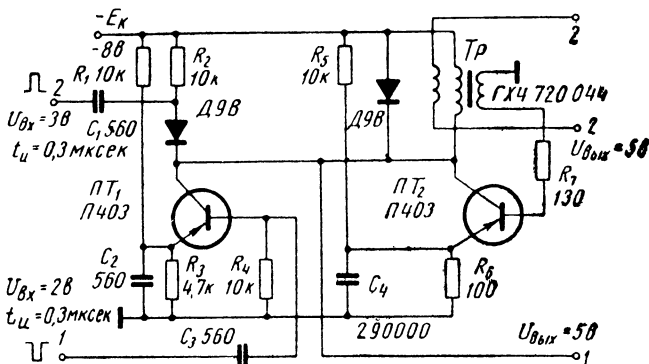 -Eк
-8в
R₁ 10к
R₂
10к
R₅
10к
Тр
2
ГХ4 720 044
2
Uвх = 3в
C₁ 560
tи = 0,3 мксек
Д9В
Д9В
2
Uвых = 5в
R₇
130
ПТ₁
П403
ПТ₂
П403
C₂
560
R₃
4,7к
R₄
10к
C₄
R₆
100
Uвх = 2в
tи = 0,3 мксек
290000
1
C₃ 560
Uвых = 5в
1